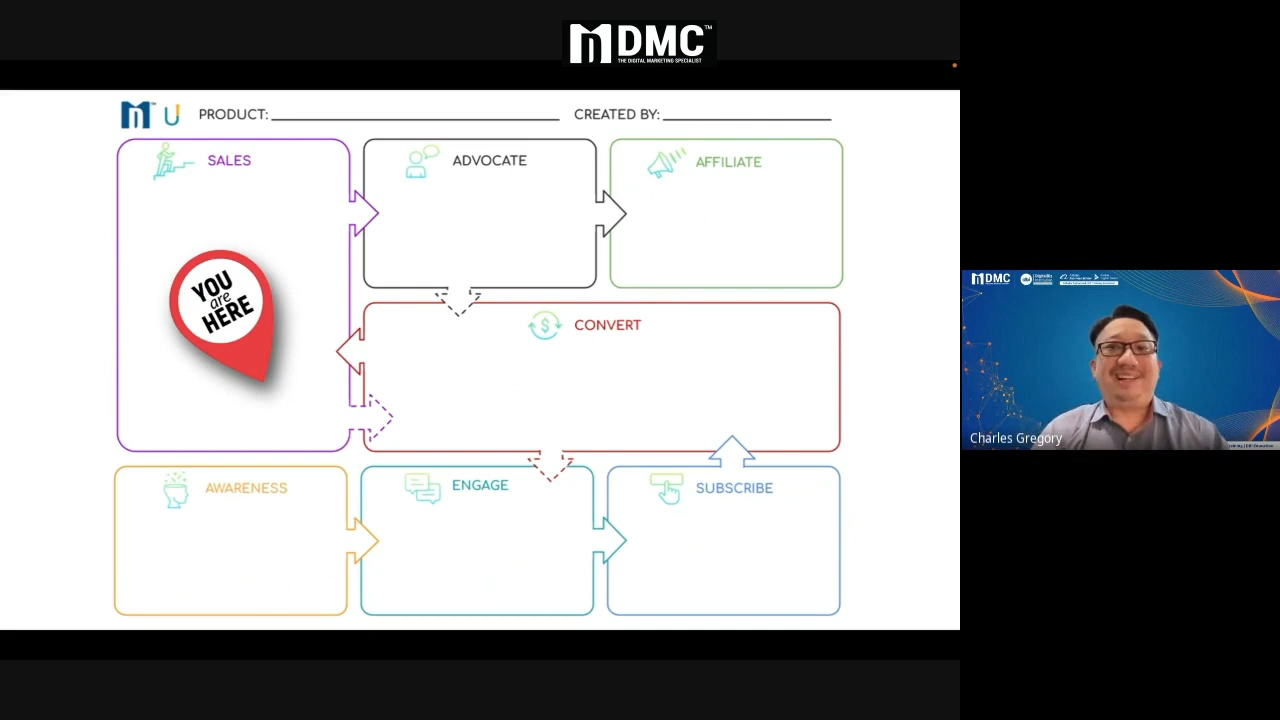 DMC™
THE DIGITAL MARKETING SPECIALIST
PRODUCT:
CREATED BY:
SALES
ADVOCATE
AFFILIATE
YOU
are
HERE
CONVERT
AWARENESS
ENGAGE
SUBSCRIBE
DMC
Charles Gregory